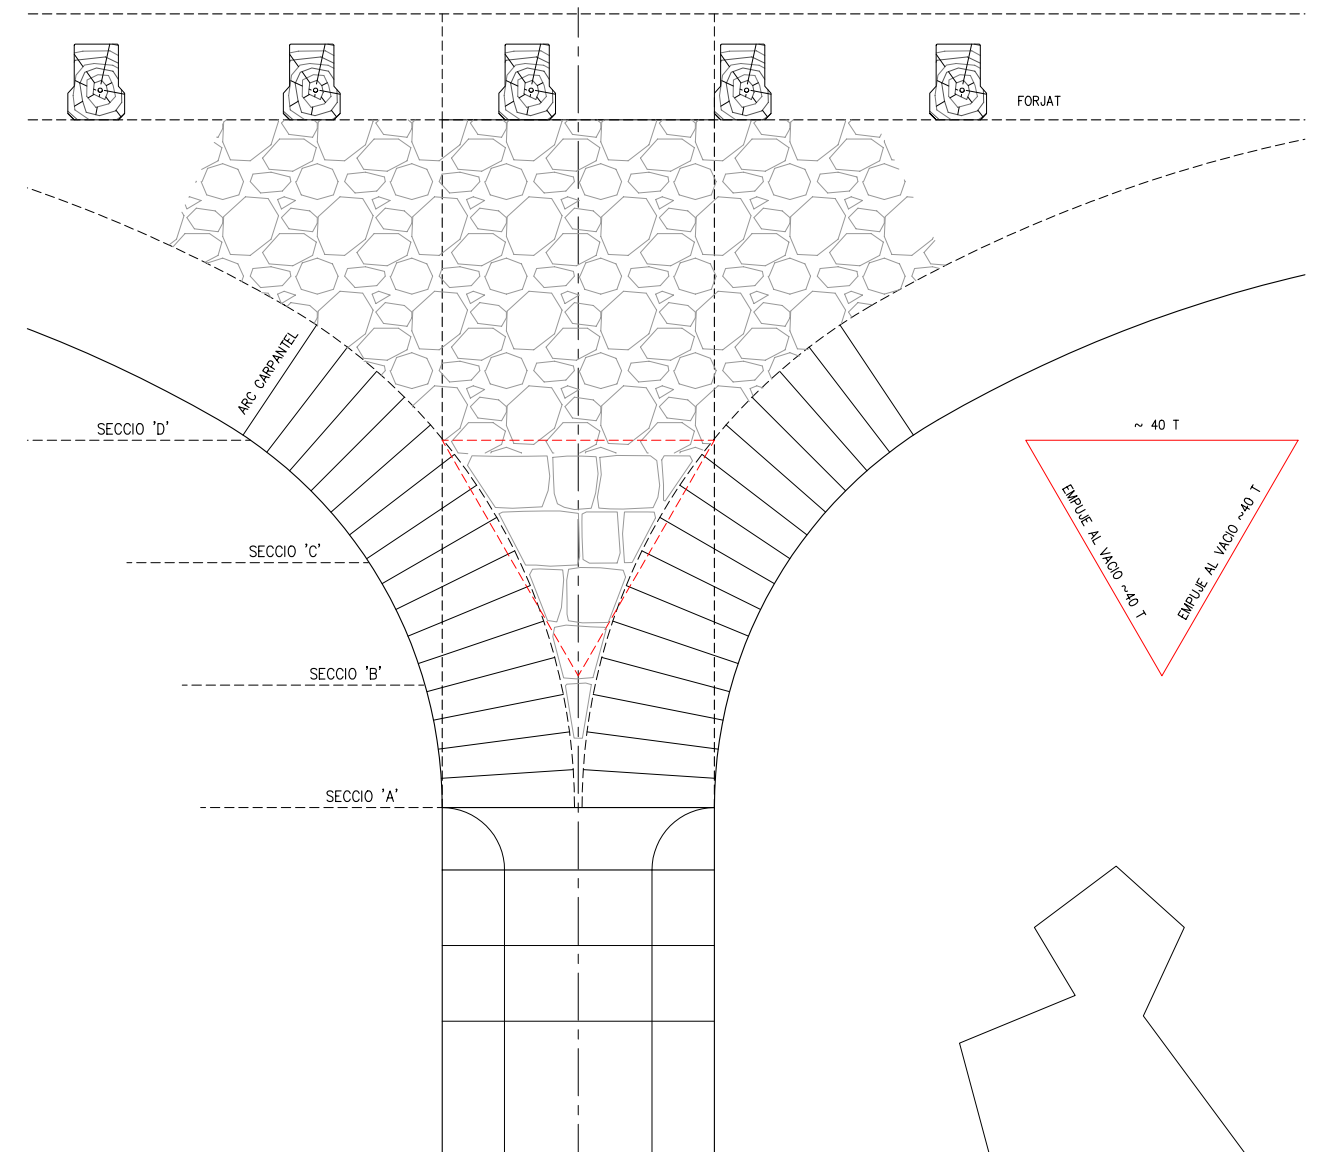 FORJAT
ARC CARPANTEL
SECCIO 'D'
~ 40 T
EMPUJE AL VACIO ~40 T
EMPUJE AL VACIO ~40 T
SECCIO 'C'
SECCIO 'B'
SECCIO 'A'